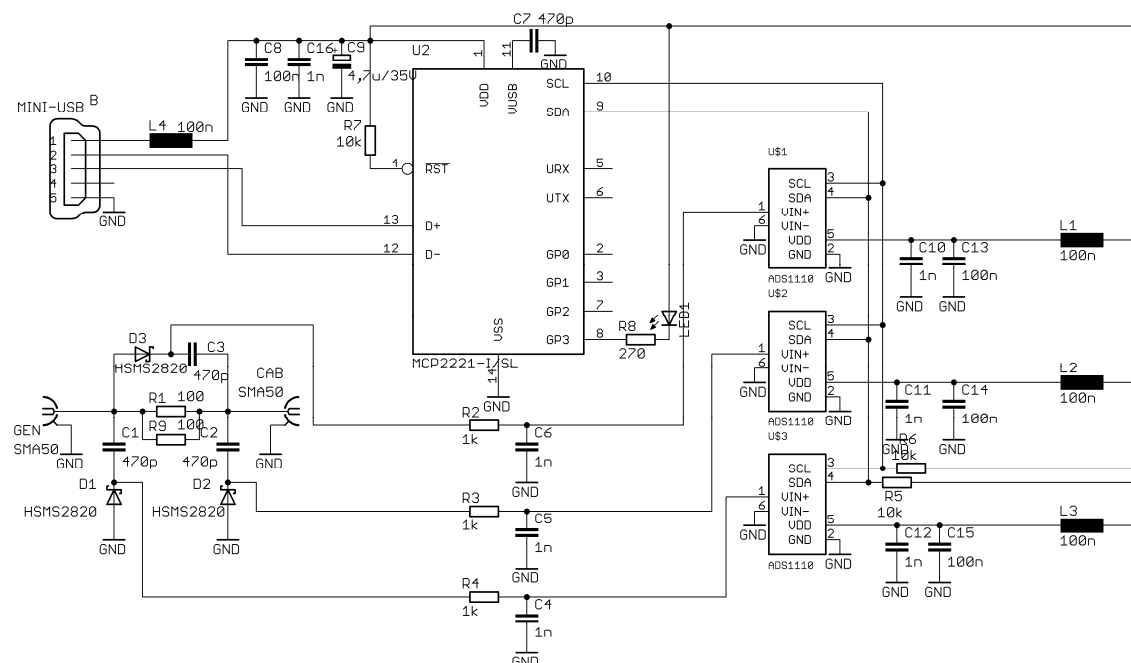 C7 470p
C8
C16
C9
U2
1
11
GND
100n
1n
4,7u/35V
GND
GND
GND
VDD
VUSB
SCL
10
SDA
9
MINI-USB B
L4 100n
R7
10k
1
2
3
4
5
GND
4
RST
URX
5
UTX
6
13
D+
12
D-
GP0
2
GP1
3
GP2
7
GP3
8
VSS
14
MCP2221-I/SL
GND
R8
270
LED1
U$1
SCL
3
SDA
4
1
VIN+
6
VIN-
VDD
5
GND
2
GND
GND
ADS1110
C10
1n
GND
C13
100n
GND
L1
100n
U$2
SCL
3
SDA
4
1
VIN+
6
VIN-
VDD
5
GND
2
GND
GND
ADS1110
C11
1n
GND
C14
100n
GND
L2
100n
U$3
SCL
3
SDA
4
1
VIN+
6
VIN-
VDD
5
GND
2
GND
GND
ADS1110
R6
10k
R5
10k
C12
1n
GND
C15
100n
GND
L3
100n
D3
HSMS2820
C3
470p
CAB
SMA50
R1
100
R9
100
GEN
SMA50
GND
GND
C1
470p
C2
470p
D1
HSMS2820
GND
D2
HSMS2820
GND
R2
1k
C6
1n
GND
R3
1k
C5
1n
GND
R4
1k
C4
1n
GND